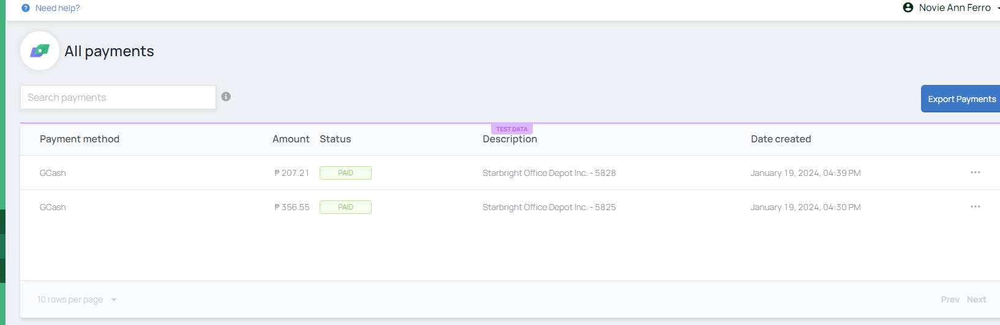 Need help?
Novie Ann Ferro
All payments
Search payments
Export Payments
TEST DATA
Payment method Amount Status Description Date created
GCash ₱ 207.21 PAID Starbright Office Depot Inc. - 5828 January 19, 2024, 04:39 PM
GCash ₱ 356.55 PAID Starbright Office Depot Inc. - 5825 January 19, 2024, 04:30 PM
10 rows per page Prev Next